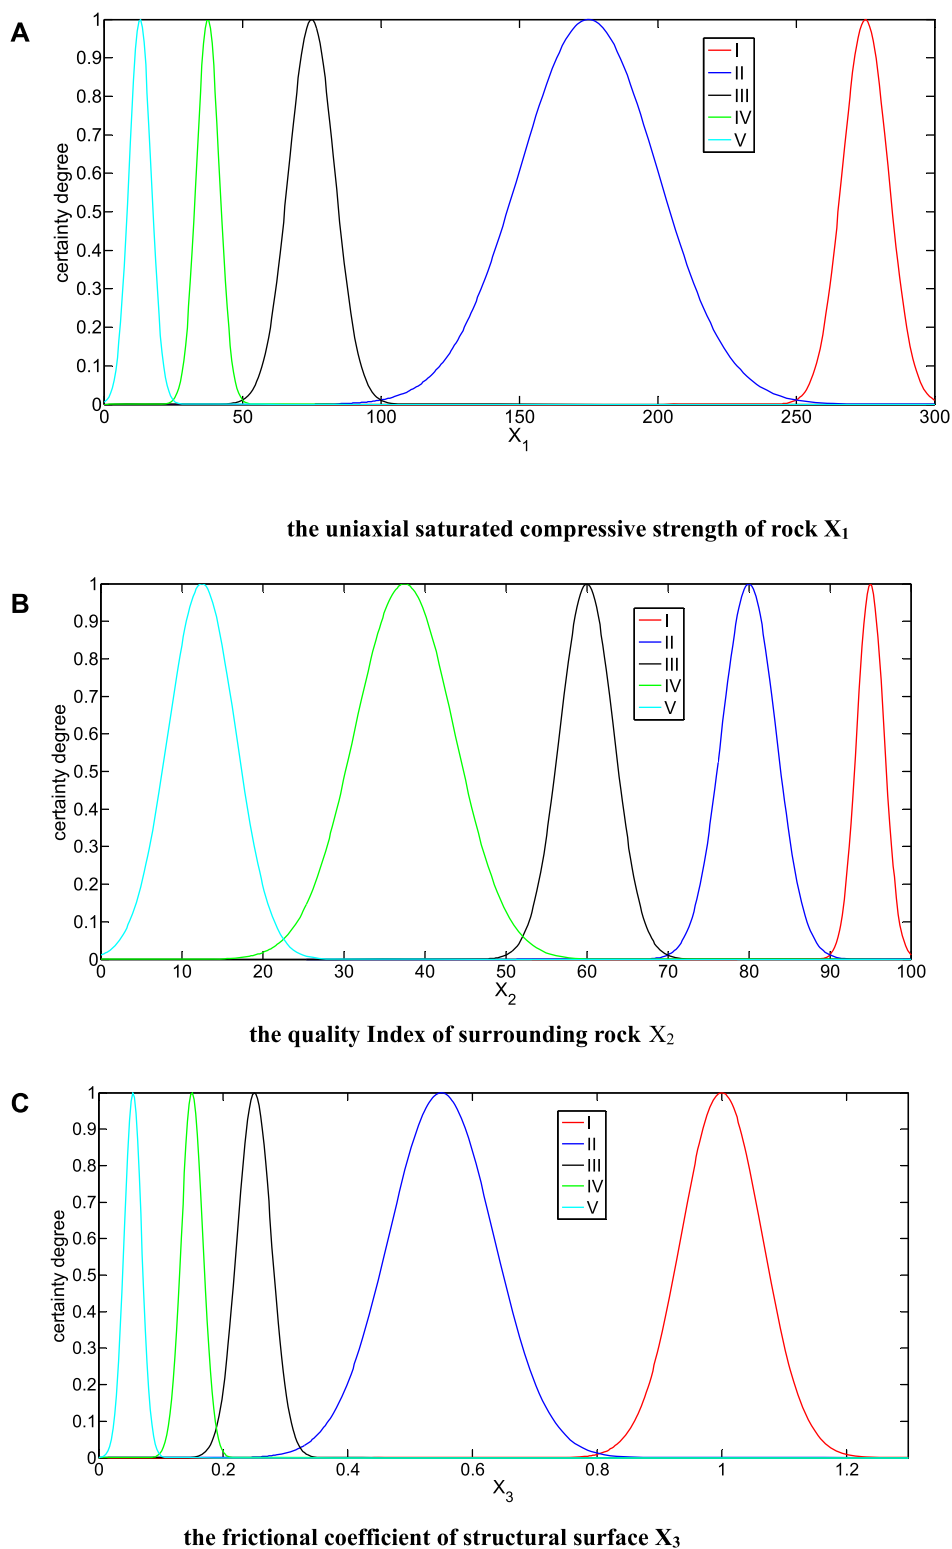 A
1
0.9
0.8
0.7
0.6
0.5
0.4
0.3
0.2
0.1
0
certainty degree
I
II
III
IV
V
0 50 100 150 200 250 300
X1
the uniaxial saturated compressive strength of rock X1
B
1
0.9
0.8
0.7
0.6
0.5
0.4
0.3
0.2
0.1
0
certainty degree
I
II
III
IV
V
0 10 20 30 40 50 60 70 80 90 100
X2
the quality Index of surrounding rock X2
C
1
0.9
0.8
0.7
0.6
0.5
0.4
0.3
0.2
0.1
0
certainty degree
I
II
III
IV
V
0 0.2 0.4 0.6 0.8 1 1.2
X3
the frictional coefficient of structural surface X3